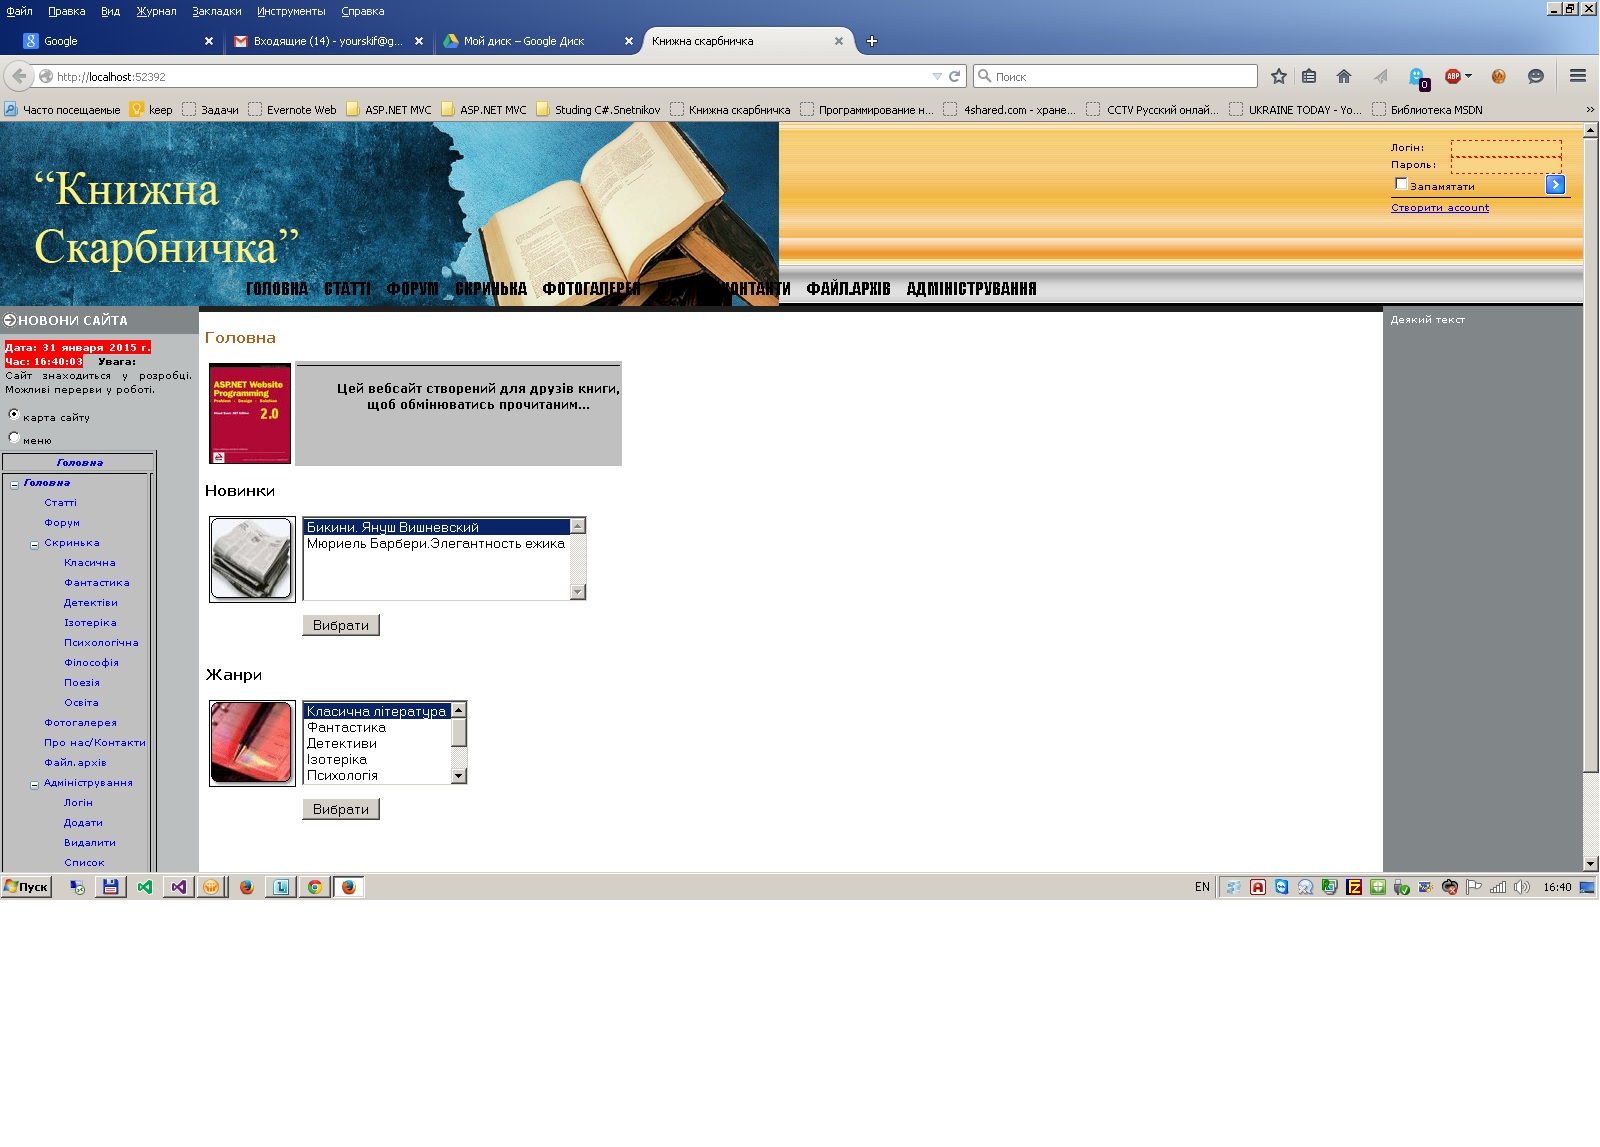 Файл Правка Вид Журнал Закладки Инструменты Справка
Google
Входящие (14) - yourskif@g...
Мой диск – Google Диск
Книжна скарбничка
http://localhost:52392
Поиск
ABP
0
Часто посещаемые keep Задачи Evernote Web ASP.NET MVC ASP.NET MVC Studing C#.Snetnikov Книжна скарбничка Программирование н... 4shared.com - хране... CCTV Русский онлай... UKRAINE TODAY - Yo... Библиотека MSDN
“Книжна
Скарбничка”
Логін:
Пароль:
Запамятати
Створити account
ГОЛОВНА СТАТТІ ФОРУМ СКРИНЬКА ФОТОГАЛЕРЕЯ КОНТАКТИ ФАЙЛ.АРХІВ АДМІНІСТРУВАННЯ
НОВОНИ САЙТА
Дата: 31 января 2015 г.
Час: 16:40:03 Увага:
Сайт знаходиться у розробці.
Можливі перерви у роботі.
карта сайту
меню
Головна
Головна
Статті
Форум
Скринька
Класична
Фантастика
Детектіви
Ізотеріка
Психологічна
Філософія
Поезія
Освіта
Фотогалерея
Про нас/Контакти
Файл.архів
Адміністрування
Логін
Додати
Видалити
Список
Головна
ASP.NET Website
Programming
Problem - Design - Solution
2.0
Цей вебсайт створений для друзів книги,
щоб обмінюватись прочитаним...
Новинки
Бикини. Януш Вишневский
Мюриель Барбери.Элегантность ежика
Вибрати
Жанри
Класична література
Фантастика
Детективи
Ізотеріка
Психологія
Вибрати
Деякий текст
Пуск
EN
16:40